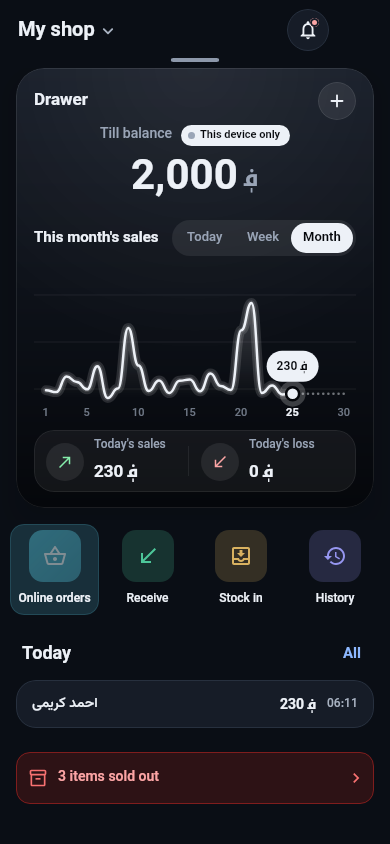 My shop
Drawer
Till balance
This device only
2,000 ؋
This month's sales
Today
Week
Month
230 ؋
1 5 10 15 20 25 30
Today's sales
230 ؋
Today's loss
0 ؋
Online orders
Receive
Stock in
History
Today
All
احمد کریمی
230 ؋
06:11
3 items sold out